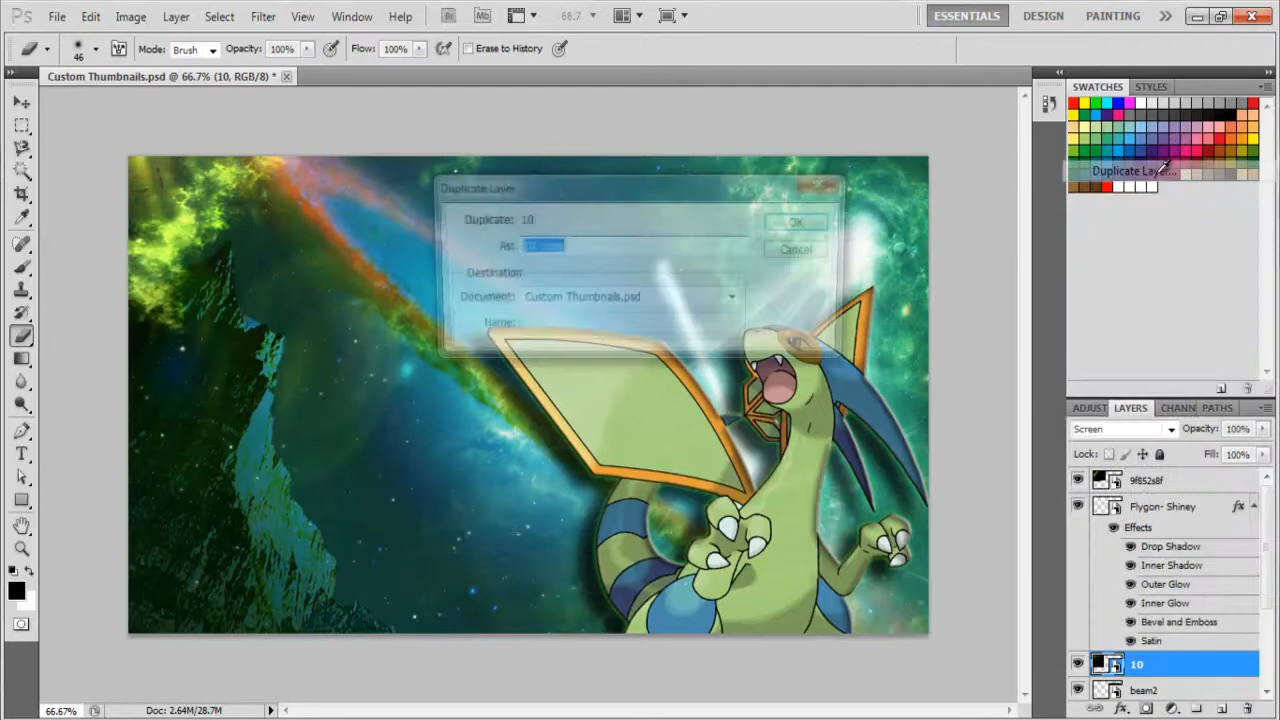 Ps File Edit Image Layer Select Filter View Window Help Br Mb 66.7 ESSENTIALS DESIGN PAINTING
46 Mode: Brush Opacity: 100% Flow: 100% Erase to History
Custom Thumbnails.psd @ 66.7% (10, RGB/8) *
SWATCHES STYLES
Duplicate Layer...
Duplicate Layer
Duplicate: 10
OK
As:
Cancel
Destination
Document: Custom Thumbnails.psd
Name:
ADJUST LAYERS CHANN PATHS
Screen Opacity: 100%
Lock: Fill: 100%
9f852s8f
Flygon- Shiney fx
Effects
Drop Shadow
Inner Shadow
Outer Glow
Inner Glow
Bevel and Emboss
Satin
10
beam2
66.67% Doc: 2.64M/28.7M